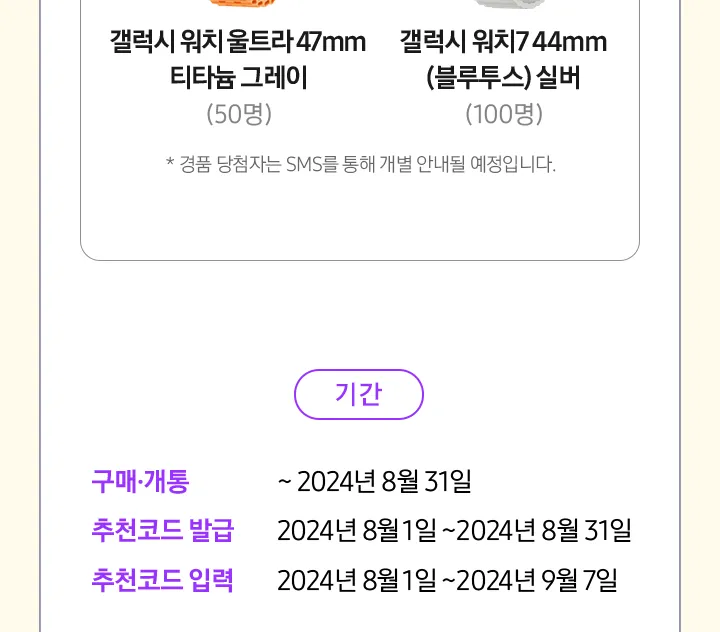 갤럭시 워치 울트라 47mm 갤럭시 워치7 44mm
티타늄 그레이 (블루투스) 실버
(50명) (100명)
* 경품 당첨자는 SMS를 통해 개별 안내될 예정입니다.
기간
구매·개통 ~ 2024년 8월 31일
추천코드 발급 2024년 8월 1일 ~2024년 8월 31일
추천코드 입력 2024년 8월 1일 ~2024년 9월 7일